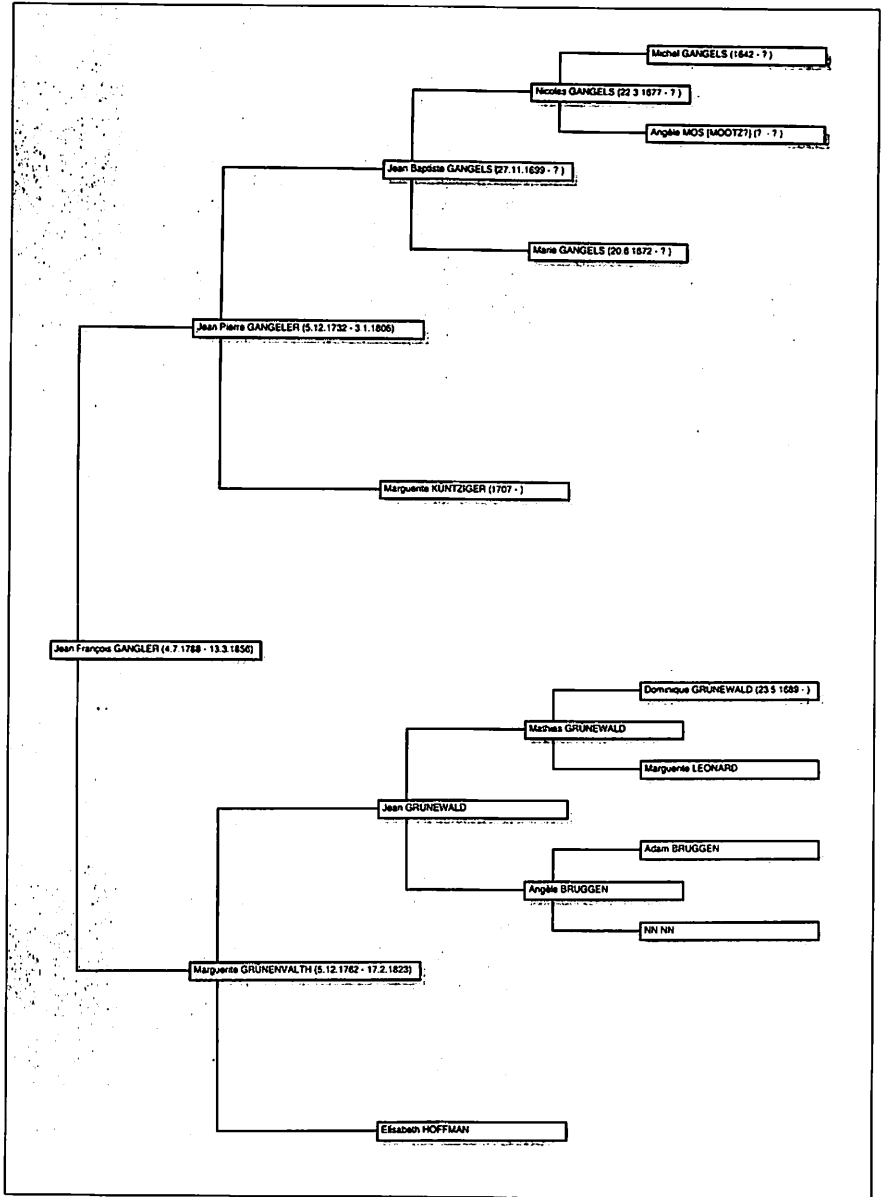 Michel GANGELS (1642 - ? )
Nicolas GANGELS (22 3 1677 - ? )
Angèle MOS [MOOTZ?] (? - ? )
Jean Baptiste GANGELS (27.11.1699 - ? )
Marie GANGELS (20.6 1672 - ? )
Jean Pierre GANGELER (5.12.1732 - 3 1.1806)
Marguerite KUNTZIGER (1707 - )
Jean François GANGLER (4.7.1788 - 13.3.1856)
Dominique GRÜNEWALD (23 5 1689 - )
Mathias GRÜNEWALD
Marguerite LEONARD
Jean GRÜNEWALD
Adam BRUGGEN
Angèle BRUGGEN
NN NN
Marguerite GRUNENVALTH (5.12.1762 - 17.2.1823)
Elisabeth HOFFMAN